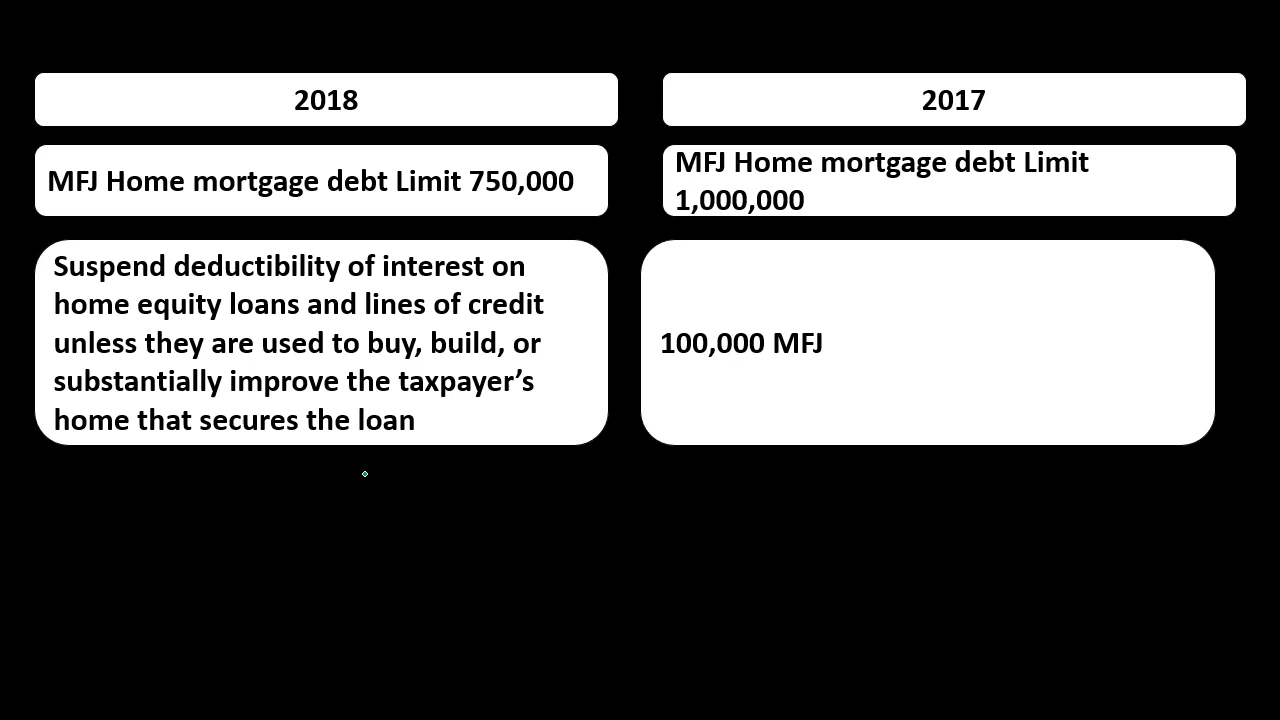 2018
2017
MFJ Home mortgage debt Limit 750,000
MFJ Home mortgage debt Limit
1,000,000
Suspend deductibility of interest on
home equity loans and lines of credit
unless they are used to buy, build, or
substantially improve the taxpayer’s
home that secures the loan
100,000 MFJ